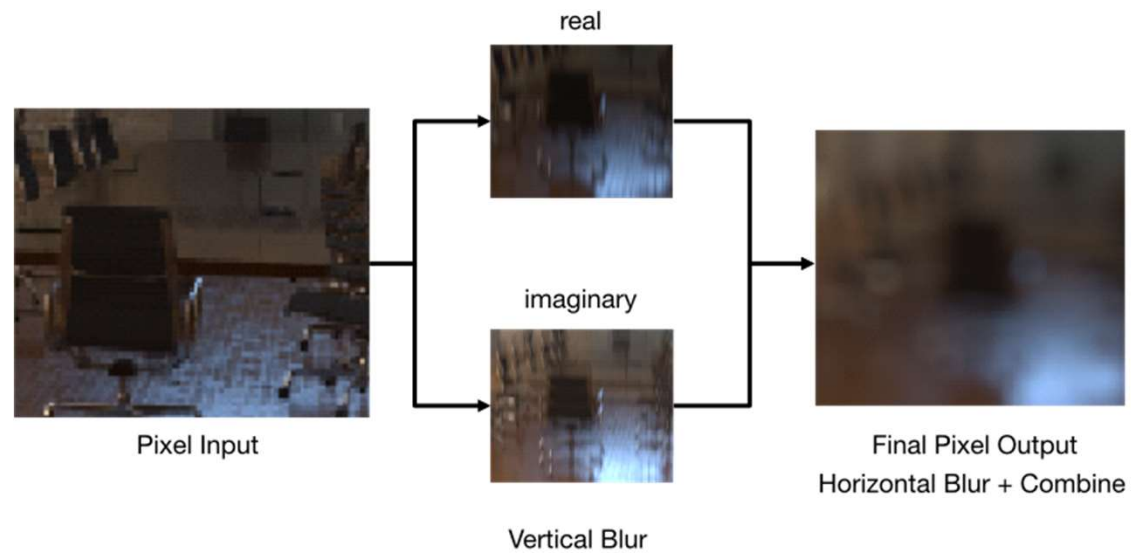 real
imaginary
Pixel Input
Vertical Blur
Final Pixel Output
Horizontal Blur + Combine